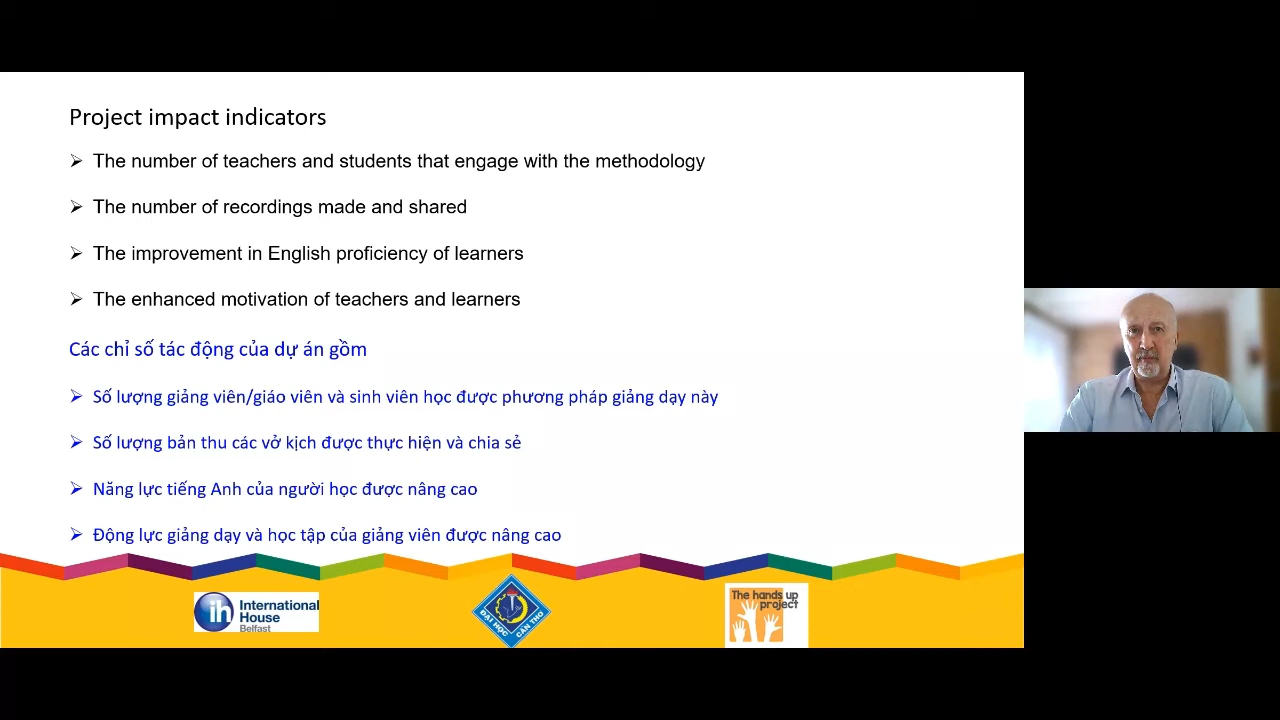 Project impact indicators
The number of teachers and students that engage with the methodology
The number of recordings made and shared
The improvement in English proficiency of learners
The enhanced motivation of teachers and learners
Các chỉ số tác động của dự án gồm
Số lượng giảng viên/giáo viên và sinh viên học được phương pháp giảng dạy này
Số lượng bản thu các vở kịch được thực hiện và chia sẻ
Năng lực tiếng Anh của người học được nâng cao
Động lực giảng dạy và học tập của giảng viên được nâng cao
ih International
House
Belfast
ĐẠI HỌC CẦN THƠ
The hands up
project